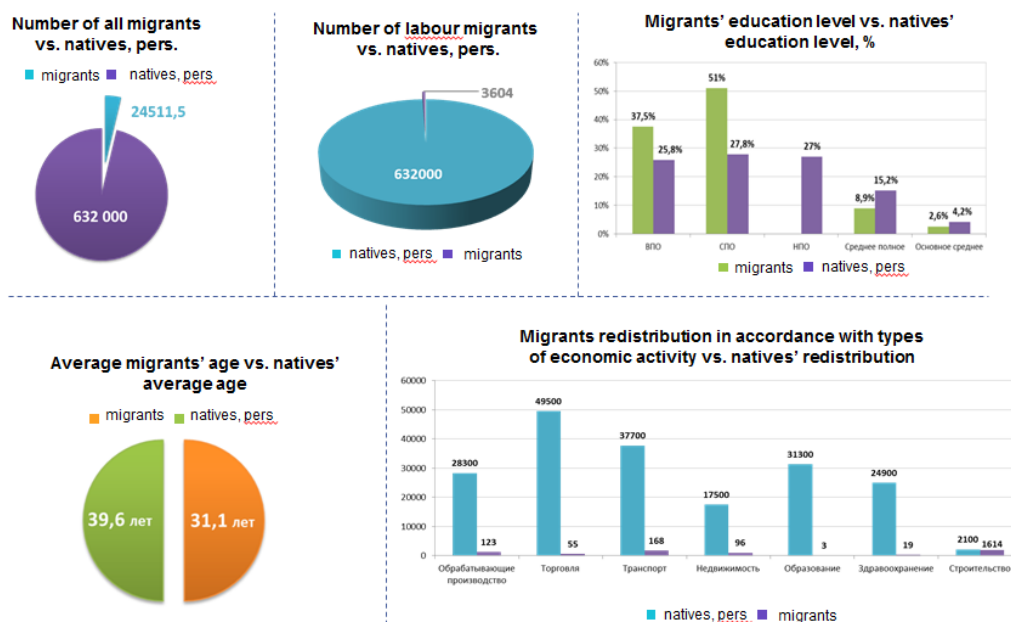 Number of all migrants
vs. natives, pers.
migrants natives, pers
24511,5
632 000
Number of labour migrants
vs. natives, pers.
3604
632000
natives, pers migrants
Migrants' education level vs. natives'
education level, %
60%
50%
40%
30%
20%
10%
0%
37,5%
25,8%
51%
27,8%
27%
8,9%
15,2%
2,6%
4,2%
ВПО СПО НПО Среднее полное Основное среднее
migrants natives, pers
Average migrants' age vs. natives'
average age
migrants natives, pers
39,6 лет
31,1 лет
Migrants redistribution in accordance with types
of economic activity vs. natives' redistribution
60000
50000
40000
30000
20000
10000
0
28300
123
49500
55
37700
168
17500
96
31300
3
24900
19
2100
1614
Обрабатывающие Торговля Транспорт Недвижимость Образование Здравоохранение Строительство
производство
natives, pers migrants